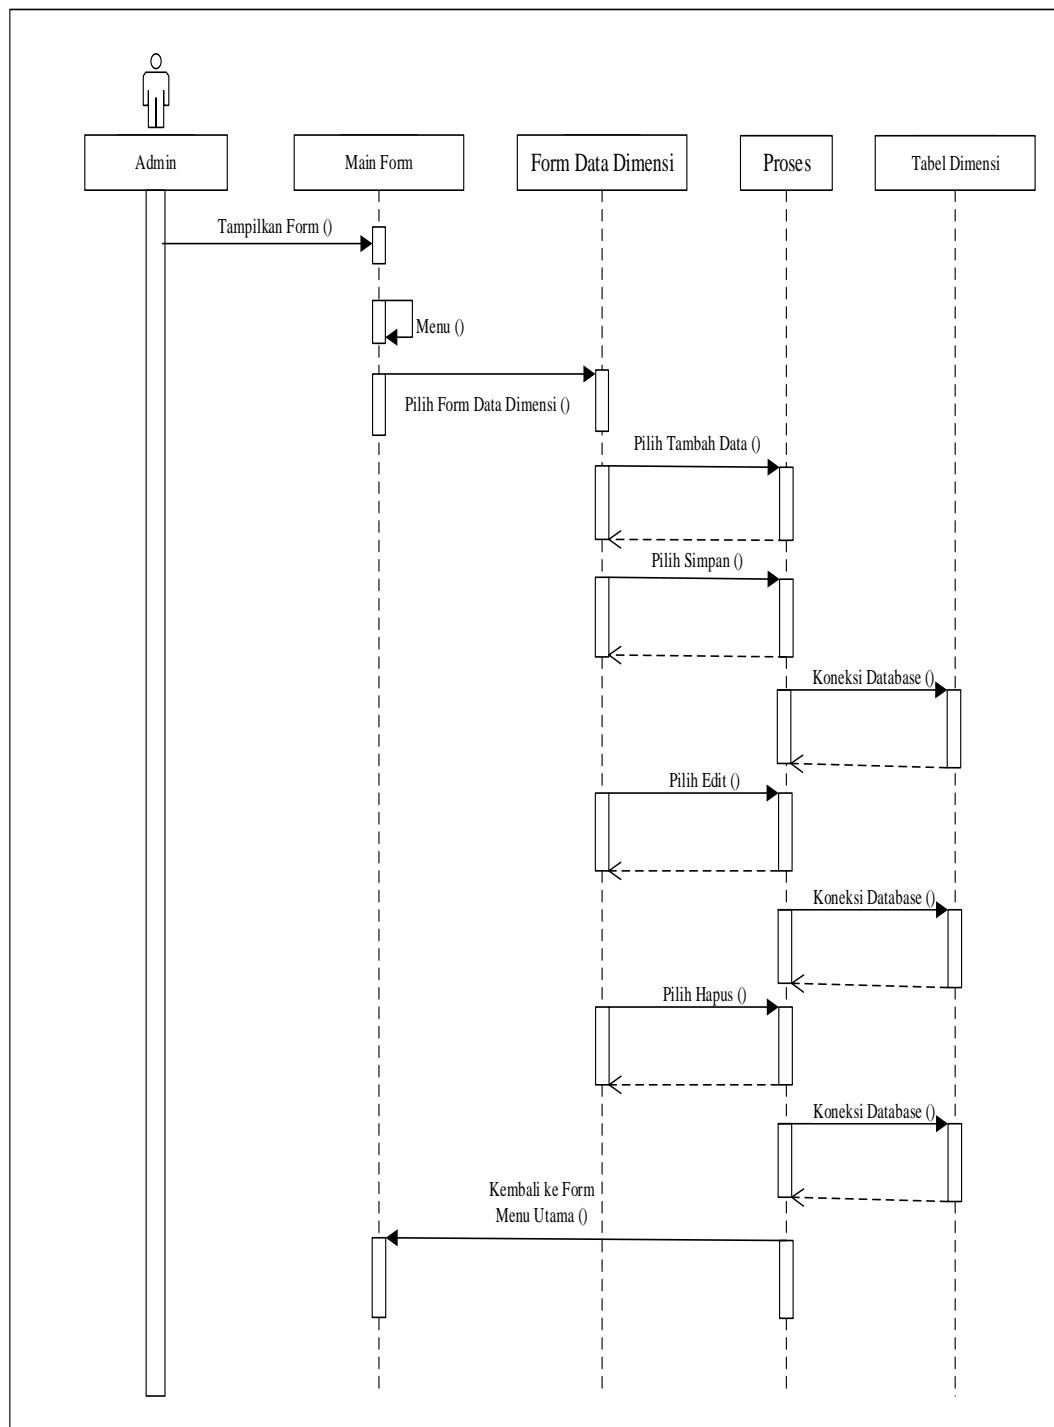 Admin
Main Form
Form Data Dimensi
Proses
Tabel Dimensi
Tampilkan Form ()
Menu ()
Pilih Form Data Dimensi ()
Pilih Tambah Data ()
Pilih Simpan ()
Koneksi Database ()
Pilih Edit ()
Koneksi Database ()
Pilih Hapus ()
Koneksi Database ()
Kembali ke Form
Menu Utama ()